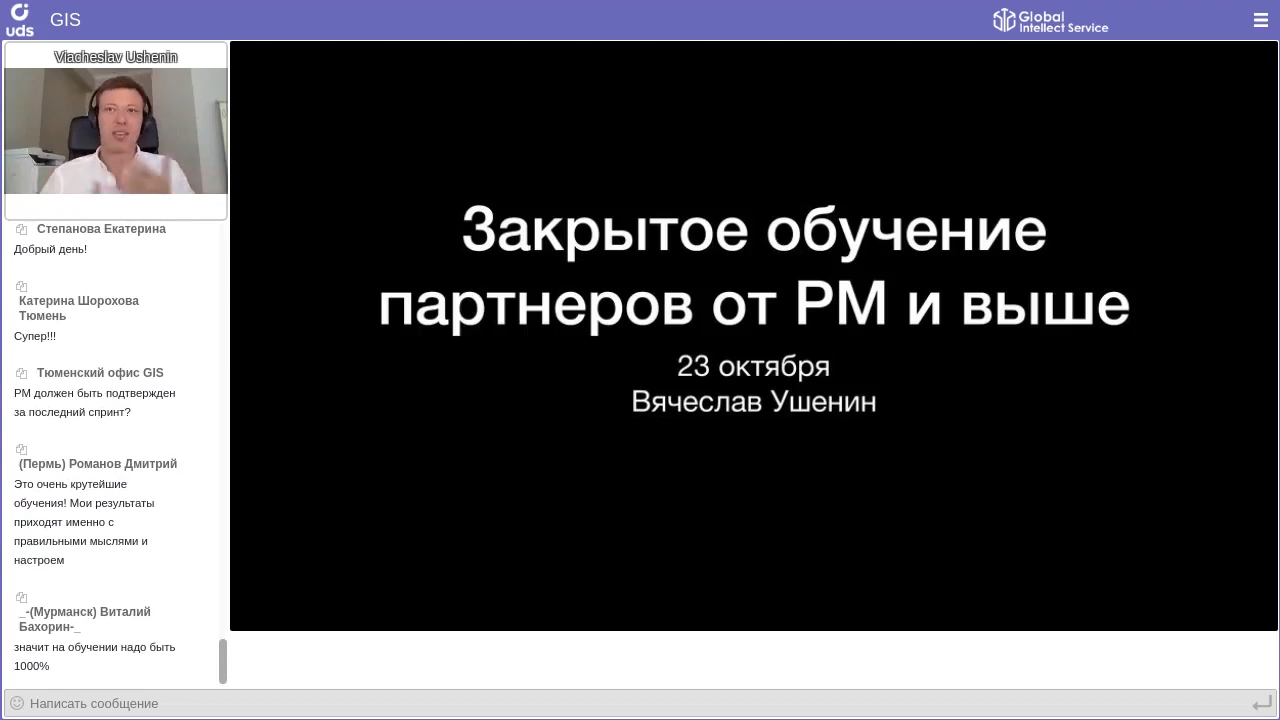 uds
GIS
Global
Intellect Service
Viacheslav Ushenin
Степанова Екатерина
Добрый день!
Катерина Шорохова
Тюмень
Супер!!!
Тюменский офис GIS
РМ должен быть подтвержден
за последний спринт?
(Пермь) Романов Дмитрий
Это очень крутейшие
обучения! Мои результаты
приходят именно с
правильными мыслями и
настроем
_-(Мурманск) Виталий
Бахорин-_
значит на обучении надо быть
1000%
Закрытое обучение
партнеров от РМ и выше
23 октября
Вячеслав Ушенин
Написать сообщение